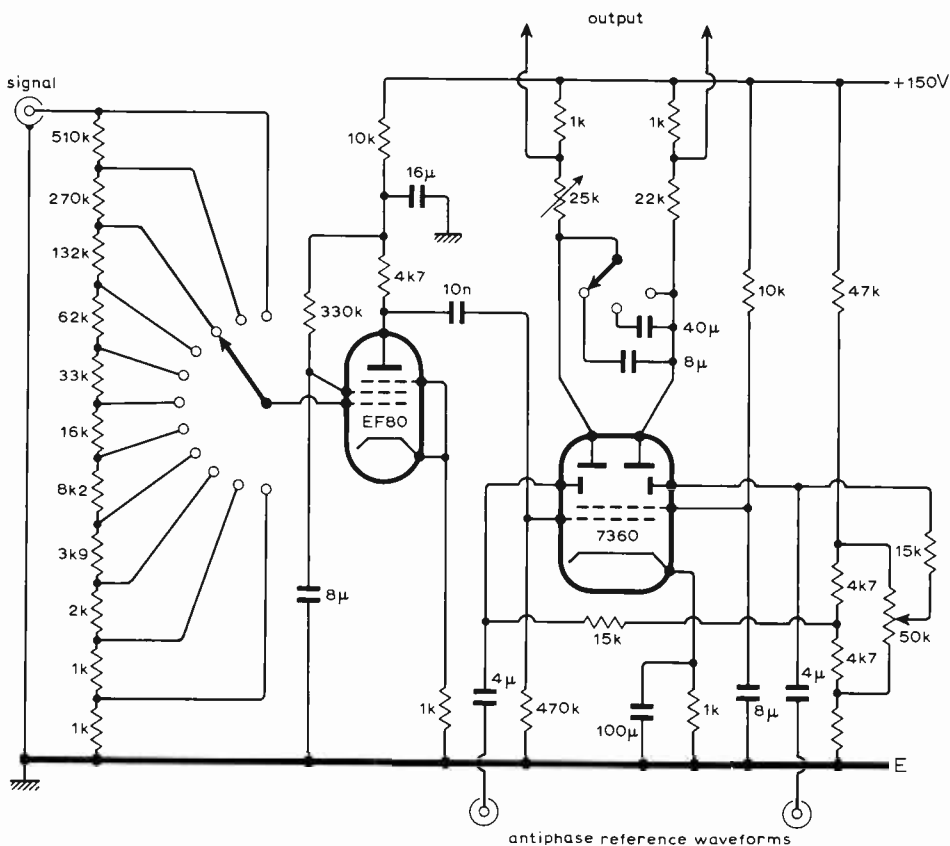 output
signal
+150V
510k
10k
1k
1k
16μ
270k
25k
22k
132k
4k7
10n
10k
47k
330k
62k
40μ
8μ
33k
EF80
16k
8k2
7360
15k
3k9
4k7
8μ
2k
15k
50k
4k7
1k
4μ
4μ
1k
470k
100μ
1k
8μ
1k
E
antiphase reference waveforms